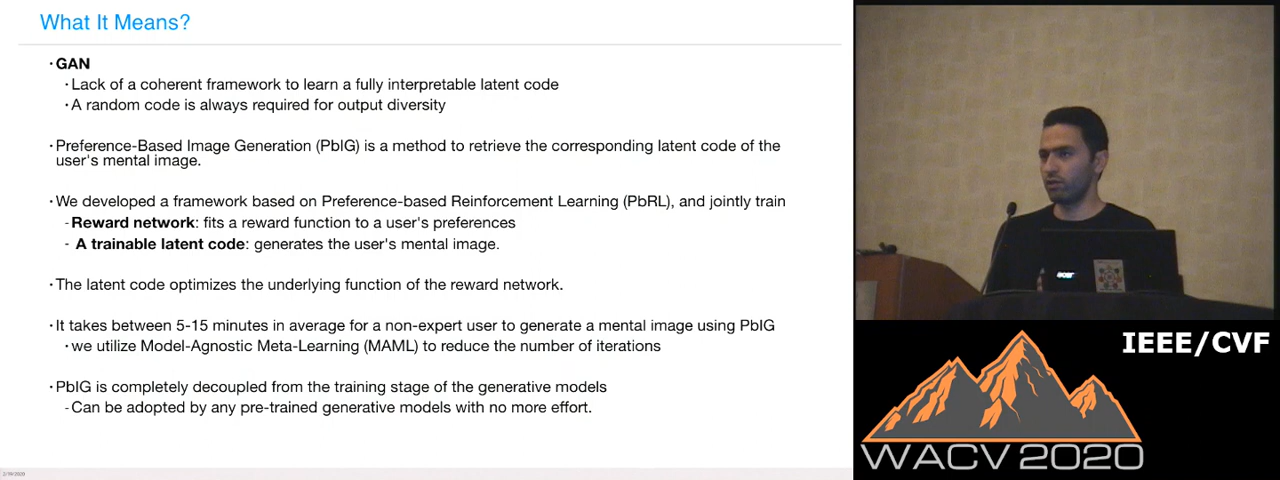 What It Means?
· GAN
· Lack of a coherent framework to learn a fully interpretable latent code
· A random code is always required for output diversity
· Preference-Based Image Generation (PbIG) is a method to retrieve the corresponding latent code of the
user's mental image.
· We developed a framework based on Preference-based Reinforcement Learning (PbRL), and jointly train
- Reward network: fits a reward function to a user's preferences
- A trainable latent code: generates the user's mental image.
· The latent code optimizes the underlying function of the reward network.
· It takes between 5-15 minutes in average for a non-expert user to generate a mental image using PbIG
· we utilize Model-Agnostic Meta-Learning (MAML) to reduce the number of iterations
· PbIG is completely decoupled from the training stage of the generative models
- Can be adopted by any pre-trained generative models with no more effort.
acer
IEEE/CVF
WACV 2020